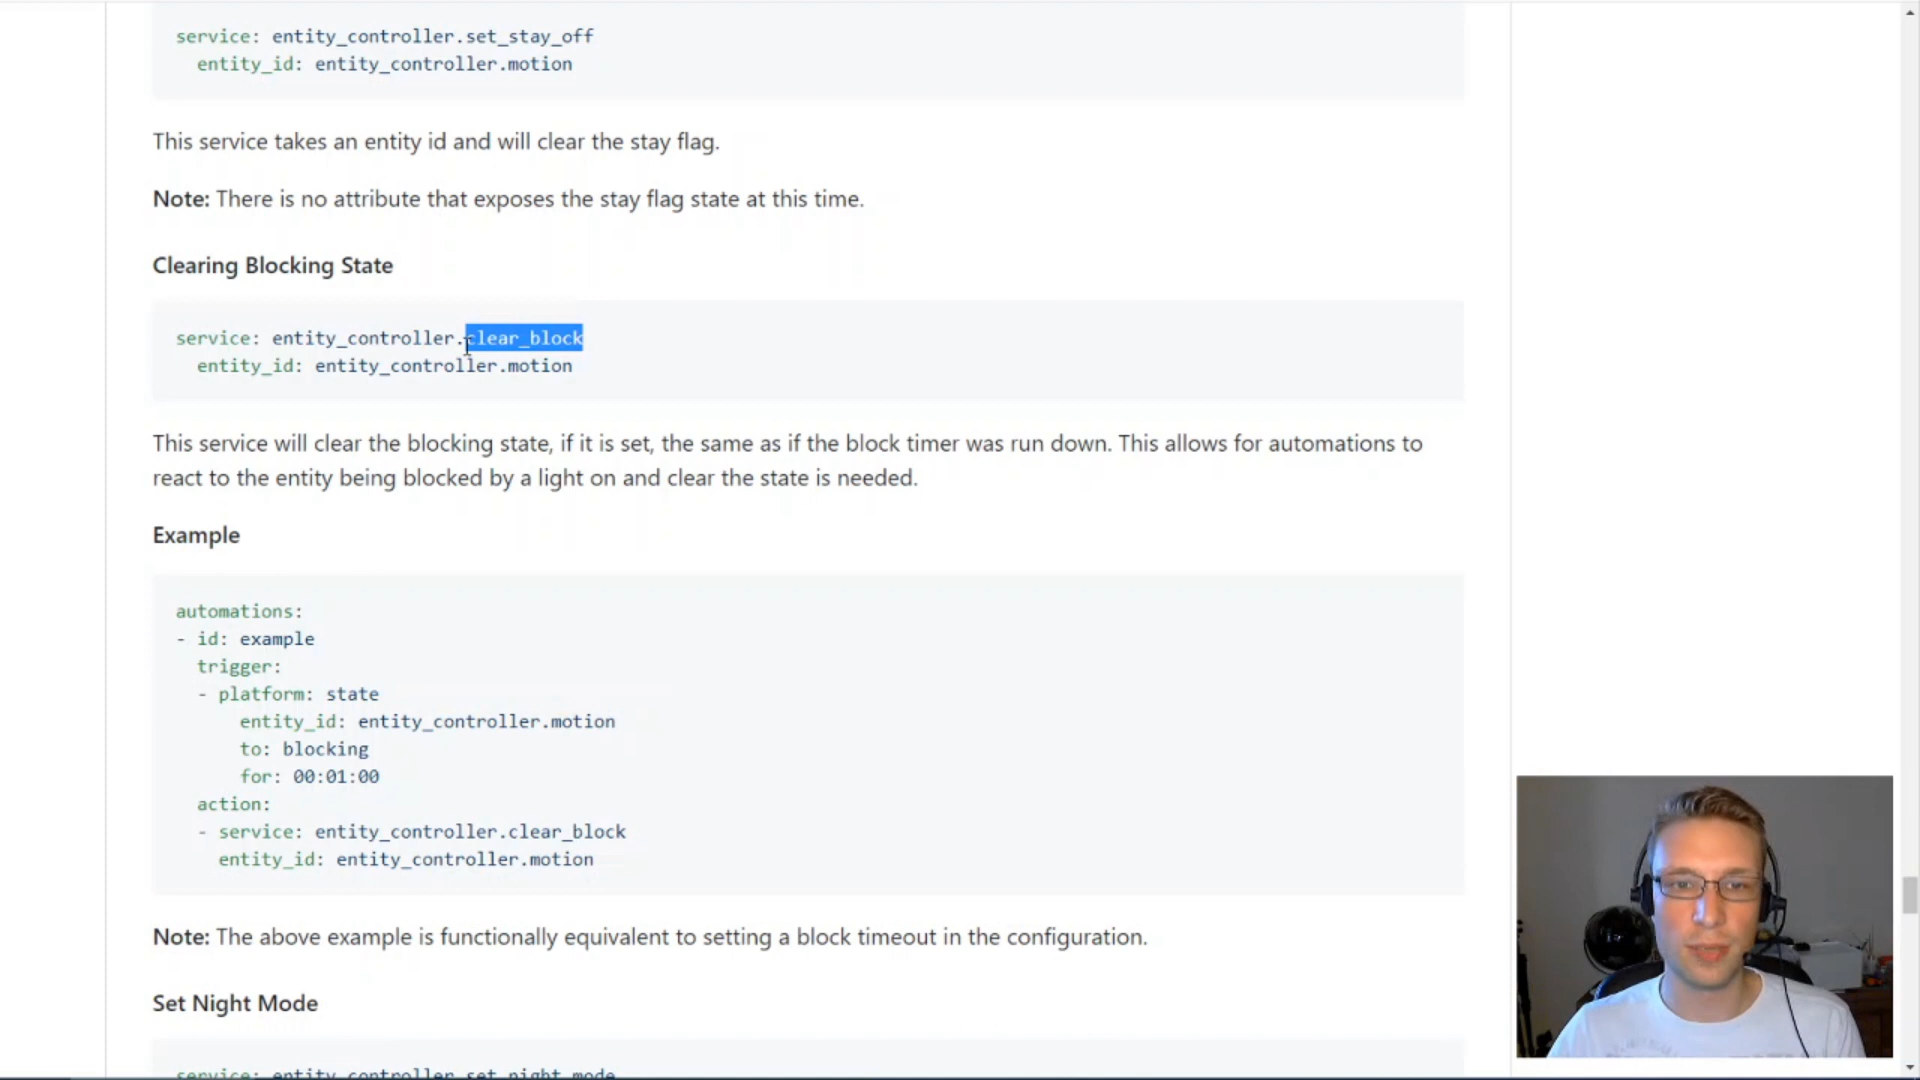 service: entity_controller.set_stay_off
entity_id: entity_controller.motion
This service takes an entity id and will clear the stay flag.
Note: There is no attribute that exposes the stay flag state at this time.
Clearing Blocking State
service: entity_controller.clear_block
entity_id: entity_controller.motion
This service will clear the blocking state, if it is set, the same as if the block timer was run down. This allows for automations to
react to the entity being blocked by a light on and clear the state is needed.
Example
automations:
- id: example
trigger:
- platform: state
entity_id: entity_controller.motion
to: blocking
for: 00:01:00
action:
- service: entity_controller.clear_block
entity_id: entity_controller.motion
Note: The above example is functionally equivalent to setting a block timeout in the configuration.
Set Night Mode
service: entity_controller.set_night_mode